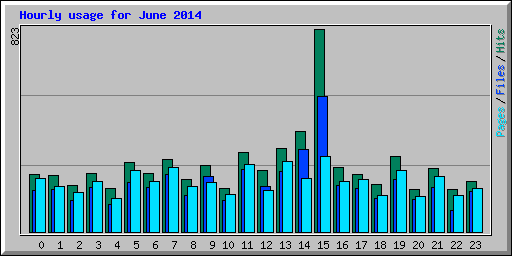 Hourly usage for June 2014
823
Pages/Files/Hits
0 1 2 3 4 5 6 7 8 9 10 11 12 13 14 15 16 17 18 19 20 21 22 23